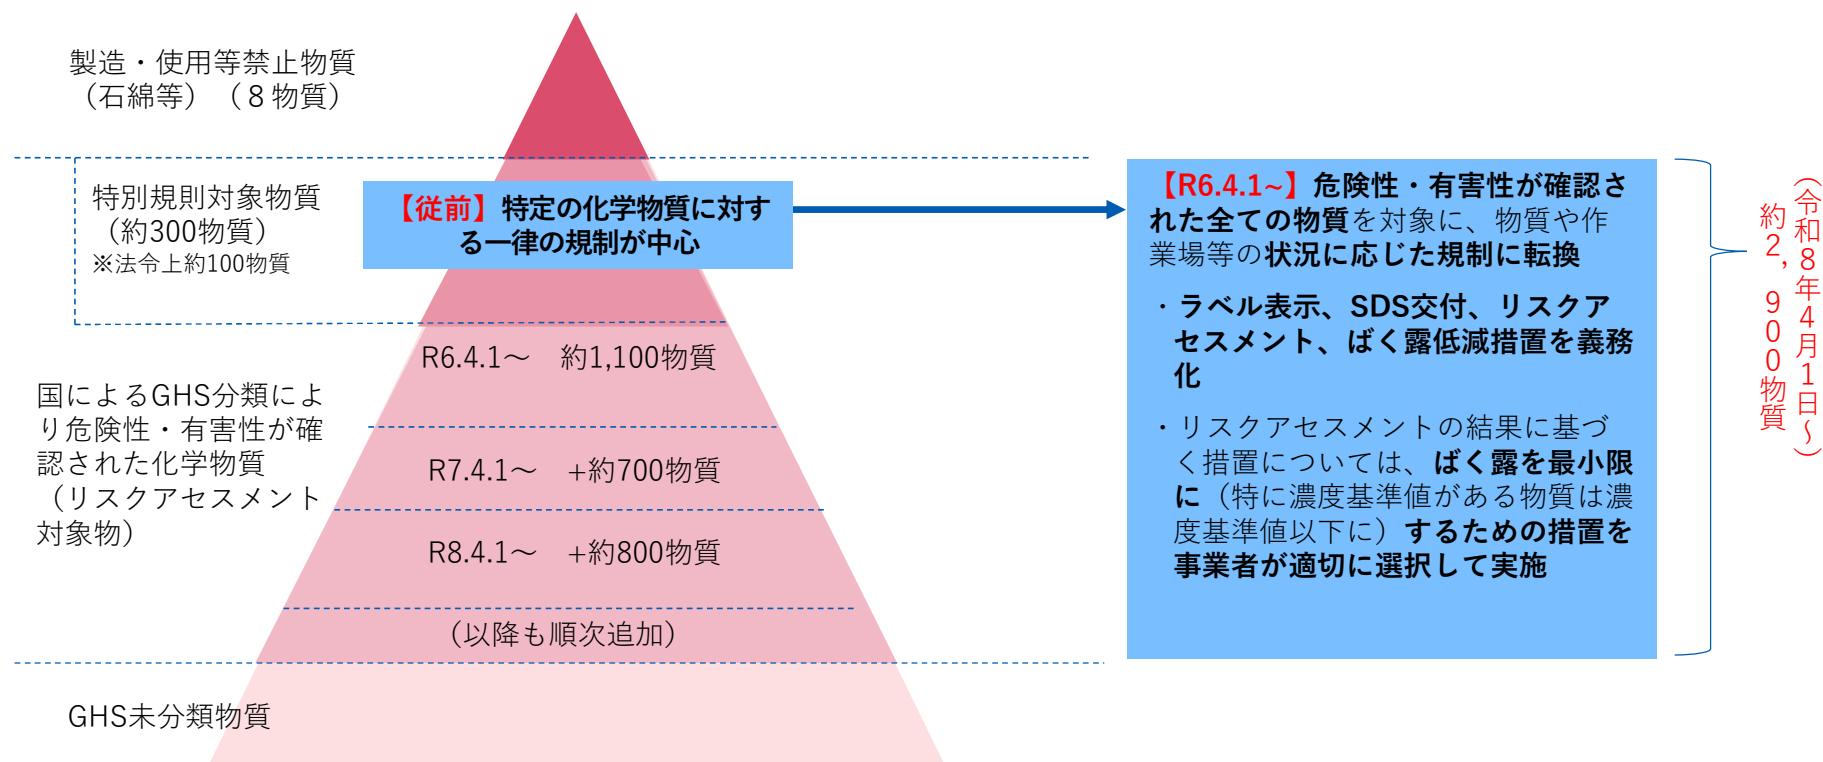 製造・使用等禁止物質
（石綿等）（８物質）
特別規則対象物質
（約300物質）
※法令上約100物質
【従前】特定の化学物質に対す
る一律の規制が中心
R6.4.1～　約1,100物質
国によるGHS分類によ
り危険性・有害性が確
認された化学物質
（リスクアセスメント
対象物）
R7.4.1～　+約700物質
R8.4.1～　+約800物質
（以降も順次追加）
GHS未分類物質
【R6.4.1~】危険性・有害性が確認さ
れた全ての物質を対象に、物質や作
業場等の状況に応じた規制に転換
・ラベル表示、SDS交付、リスクア
セスメント、ばく露低減措置を義務
化
・リスクアセスメントの結果に基づ
く措置については、ばく露を最小限
に（特に濃度基準値がある物質は濃
度基準値以下に）するための措置を
事業者が適切に選択して実施
（令和８年４月１日～）
約２，９００物質